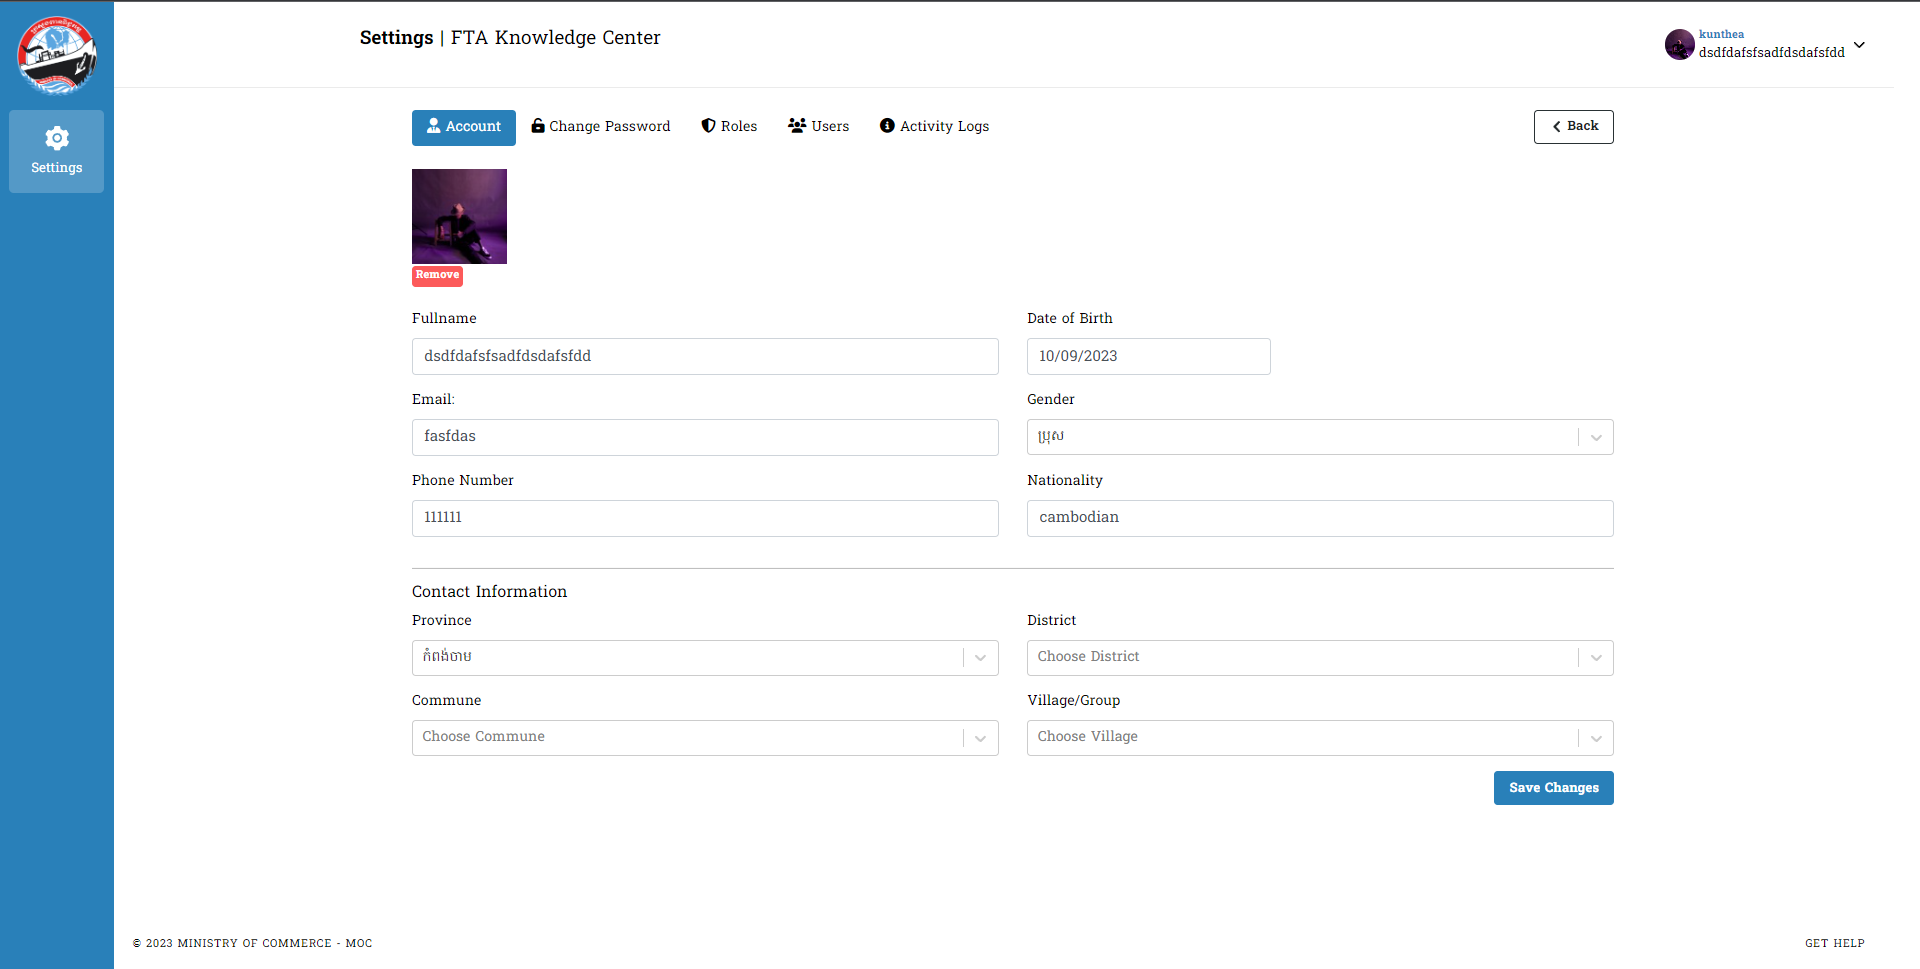 Settings | FTA Knowledge Center
kunthea
dsdfdafsfsadfdsdafsfdd
Settings
Account
Change Password
Roles
Users
Activity Logs
Back
Remove
Fullname
Date of Birth
dsdfdafsfsadfdsdafsfdd
10/09/2023
Email:
Gender
fasfdas
ប្រុស
Phone Number
Nationality
111111
cambodian
Contact Information
Province
District
កំពង់ចាម
Choose District
Commune
Village/Group
Choose Commune
Choose Village
Save Changes
© 2023 MINISTRY OF COMMERCE - MOC
GET HELP